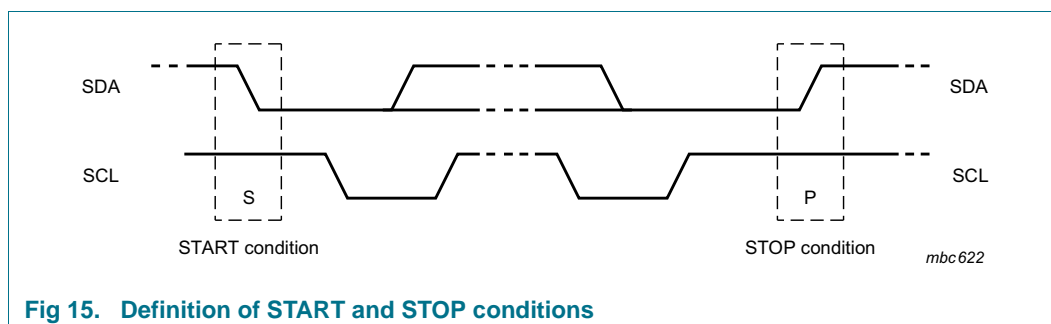 SDA SDA
SCL SCL
S P
START condition STOP condition
mbc622
Fig 15. Definition of START and STOP conditions